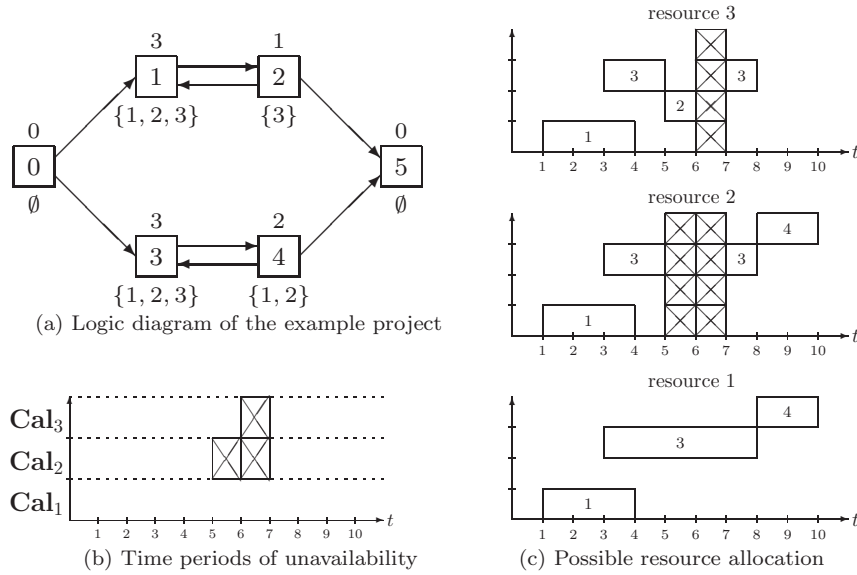 3
1
1
2
{1, 2, 3}
{3}
0
0
0
5
∅
∅
3
2
3
4
{1, 2, 3}
{1, 2}
(a) Logic diagram of the example project
Cal3
Cal2
Cal1
1 2 3 4 5 6 7 8 9 10 t
(b) Time periods of unavailability
resource 3
3
3
2
1
1 2 3 4 5 6 7 8 9 10 t
resource 2
4
3
3
1
1 2 3 4 5 6 7 8 9 10 t
resource 1
4
3
1
1 2 3 4 5 6 7 8 9 10 t
(c) Possible resource allocation